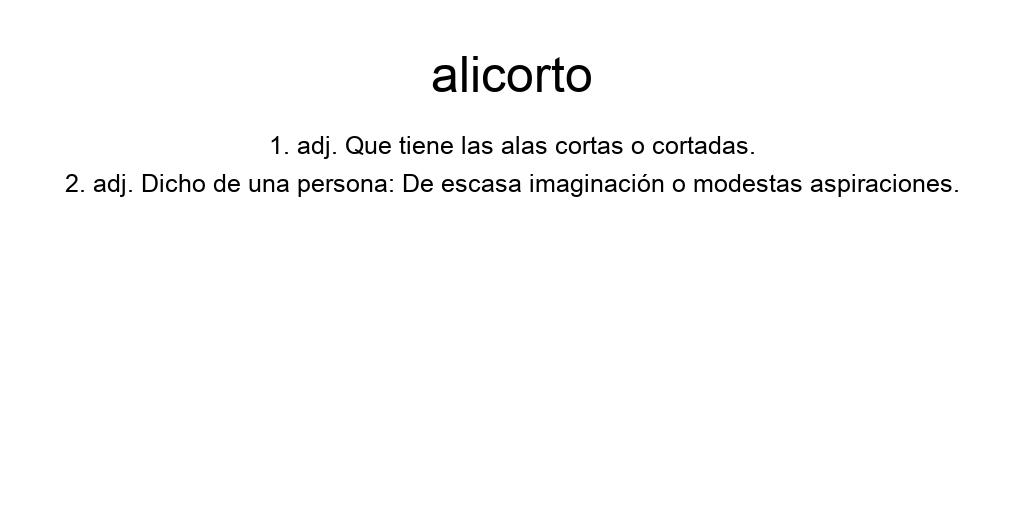 alicorto
1. adj. Que tiene las alas cortas o cortadas.
2. adj. Dicho de una persona: De escasa imaginación o modestas aspiraciones.